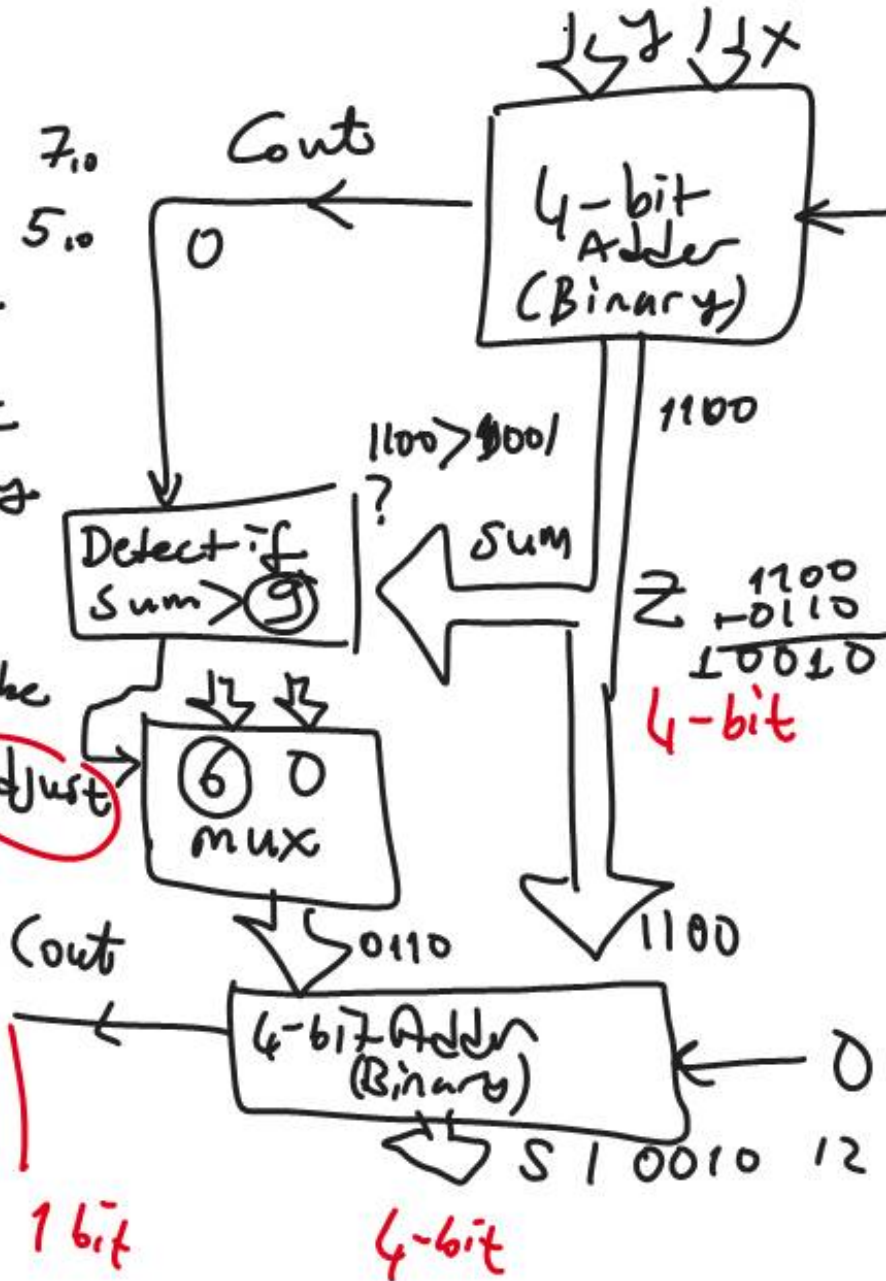 y x
7₁₀
Cout
5₁₀
0
4-bit
Adder
(Binary)
1100
1100>1001
?
Detect if
sum>9
Sum
Z
1100
+0110
10010
4-bit
Adjust
6 0
mux
0110
1100
Cout
4-bit Adder
(Binary)
0
S 1 0010 12
1 bit
4-bit